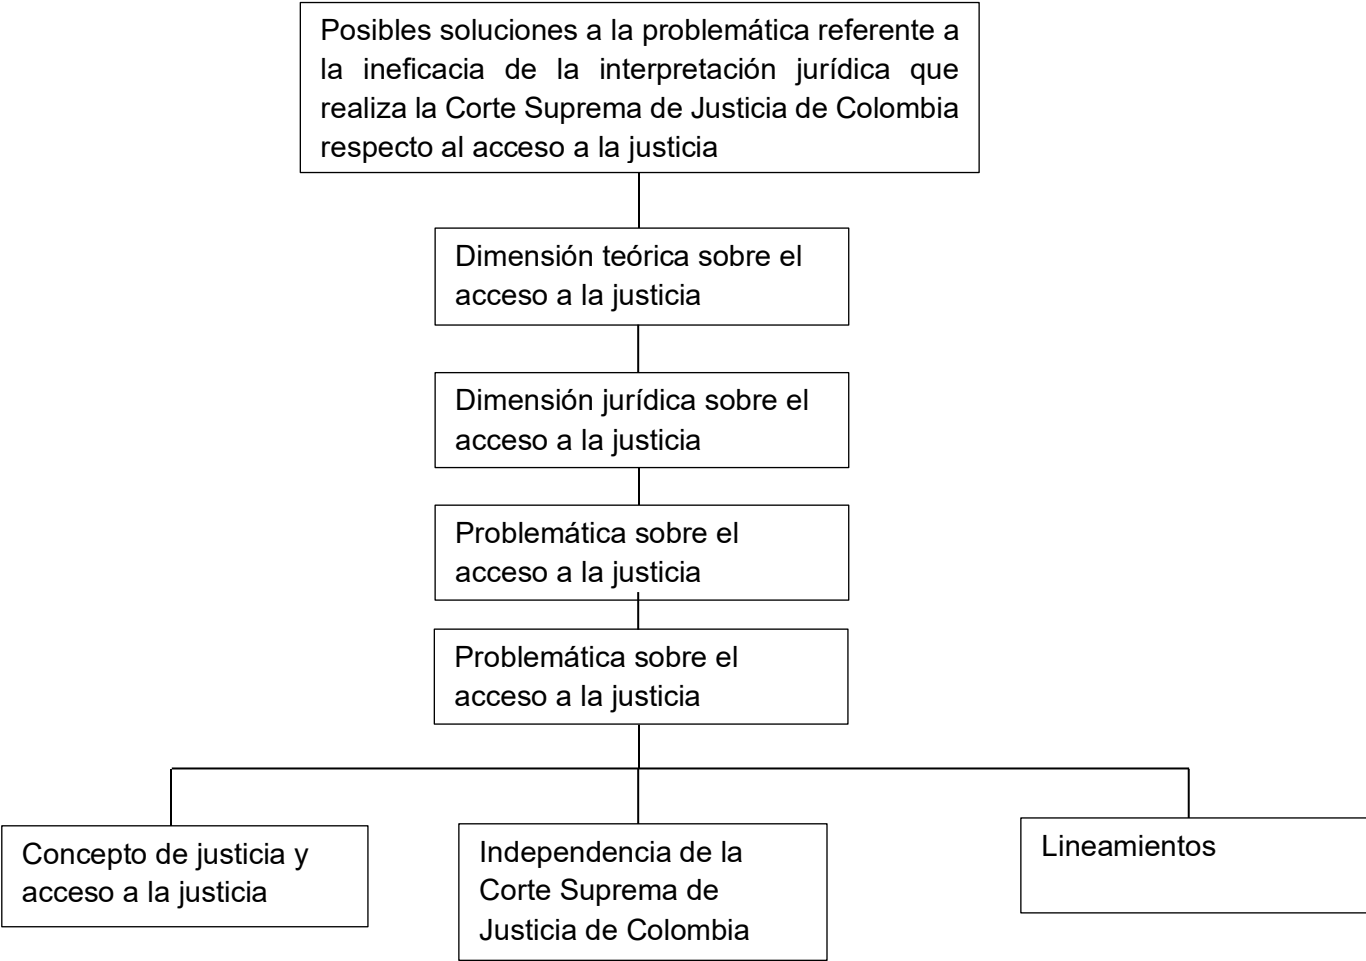 Posibles soluciones a la problemática referente a
la ineficacia de la interpretación jurídica que
realiza la Corte Suprema de Justicia de Colombia
respecto al acceso a la justicia
Dimensión teórica sobre el
acceso a la justicia
Dimensión jurídica sobre el
acceso a la justicia
Problemática sobre el
acceso a la justicia
Problemática sobre el
acceso a la justicia
Concepto de justicia y
acceso a la justicia
Independencia de la
Corte Suprema de
Justicia de Colombia
Lineamientos